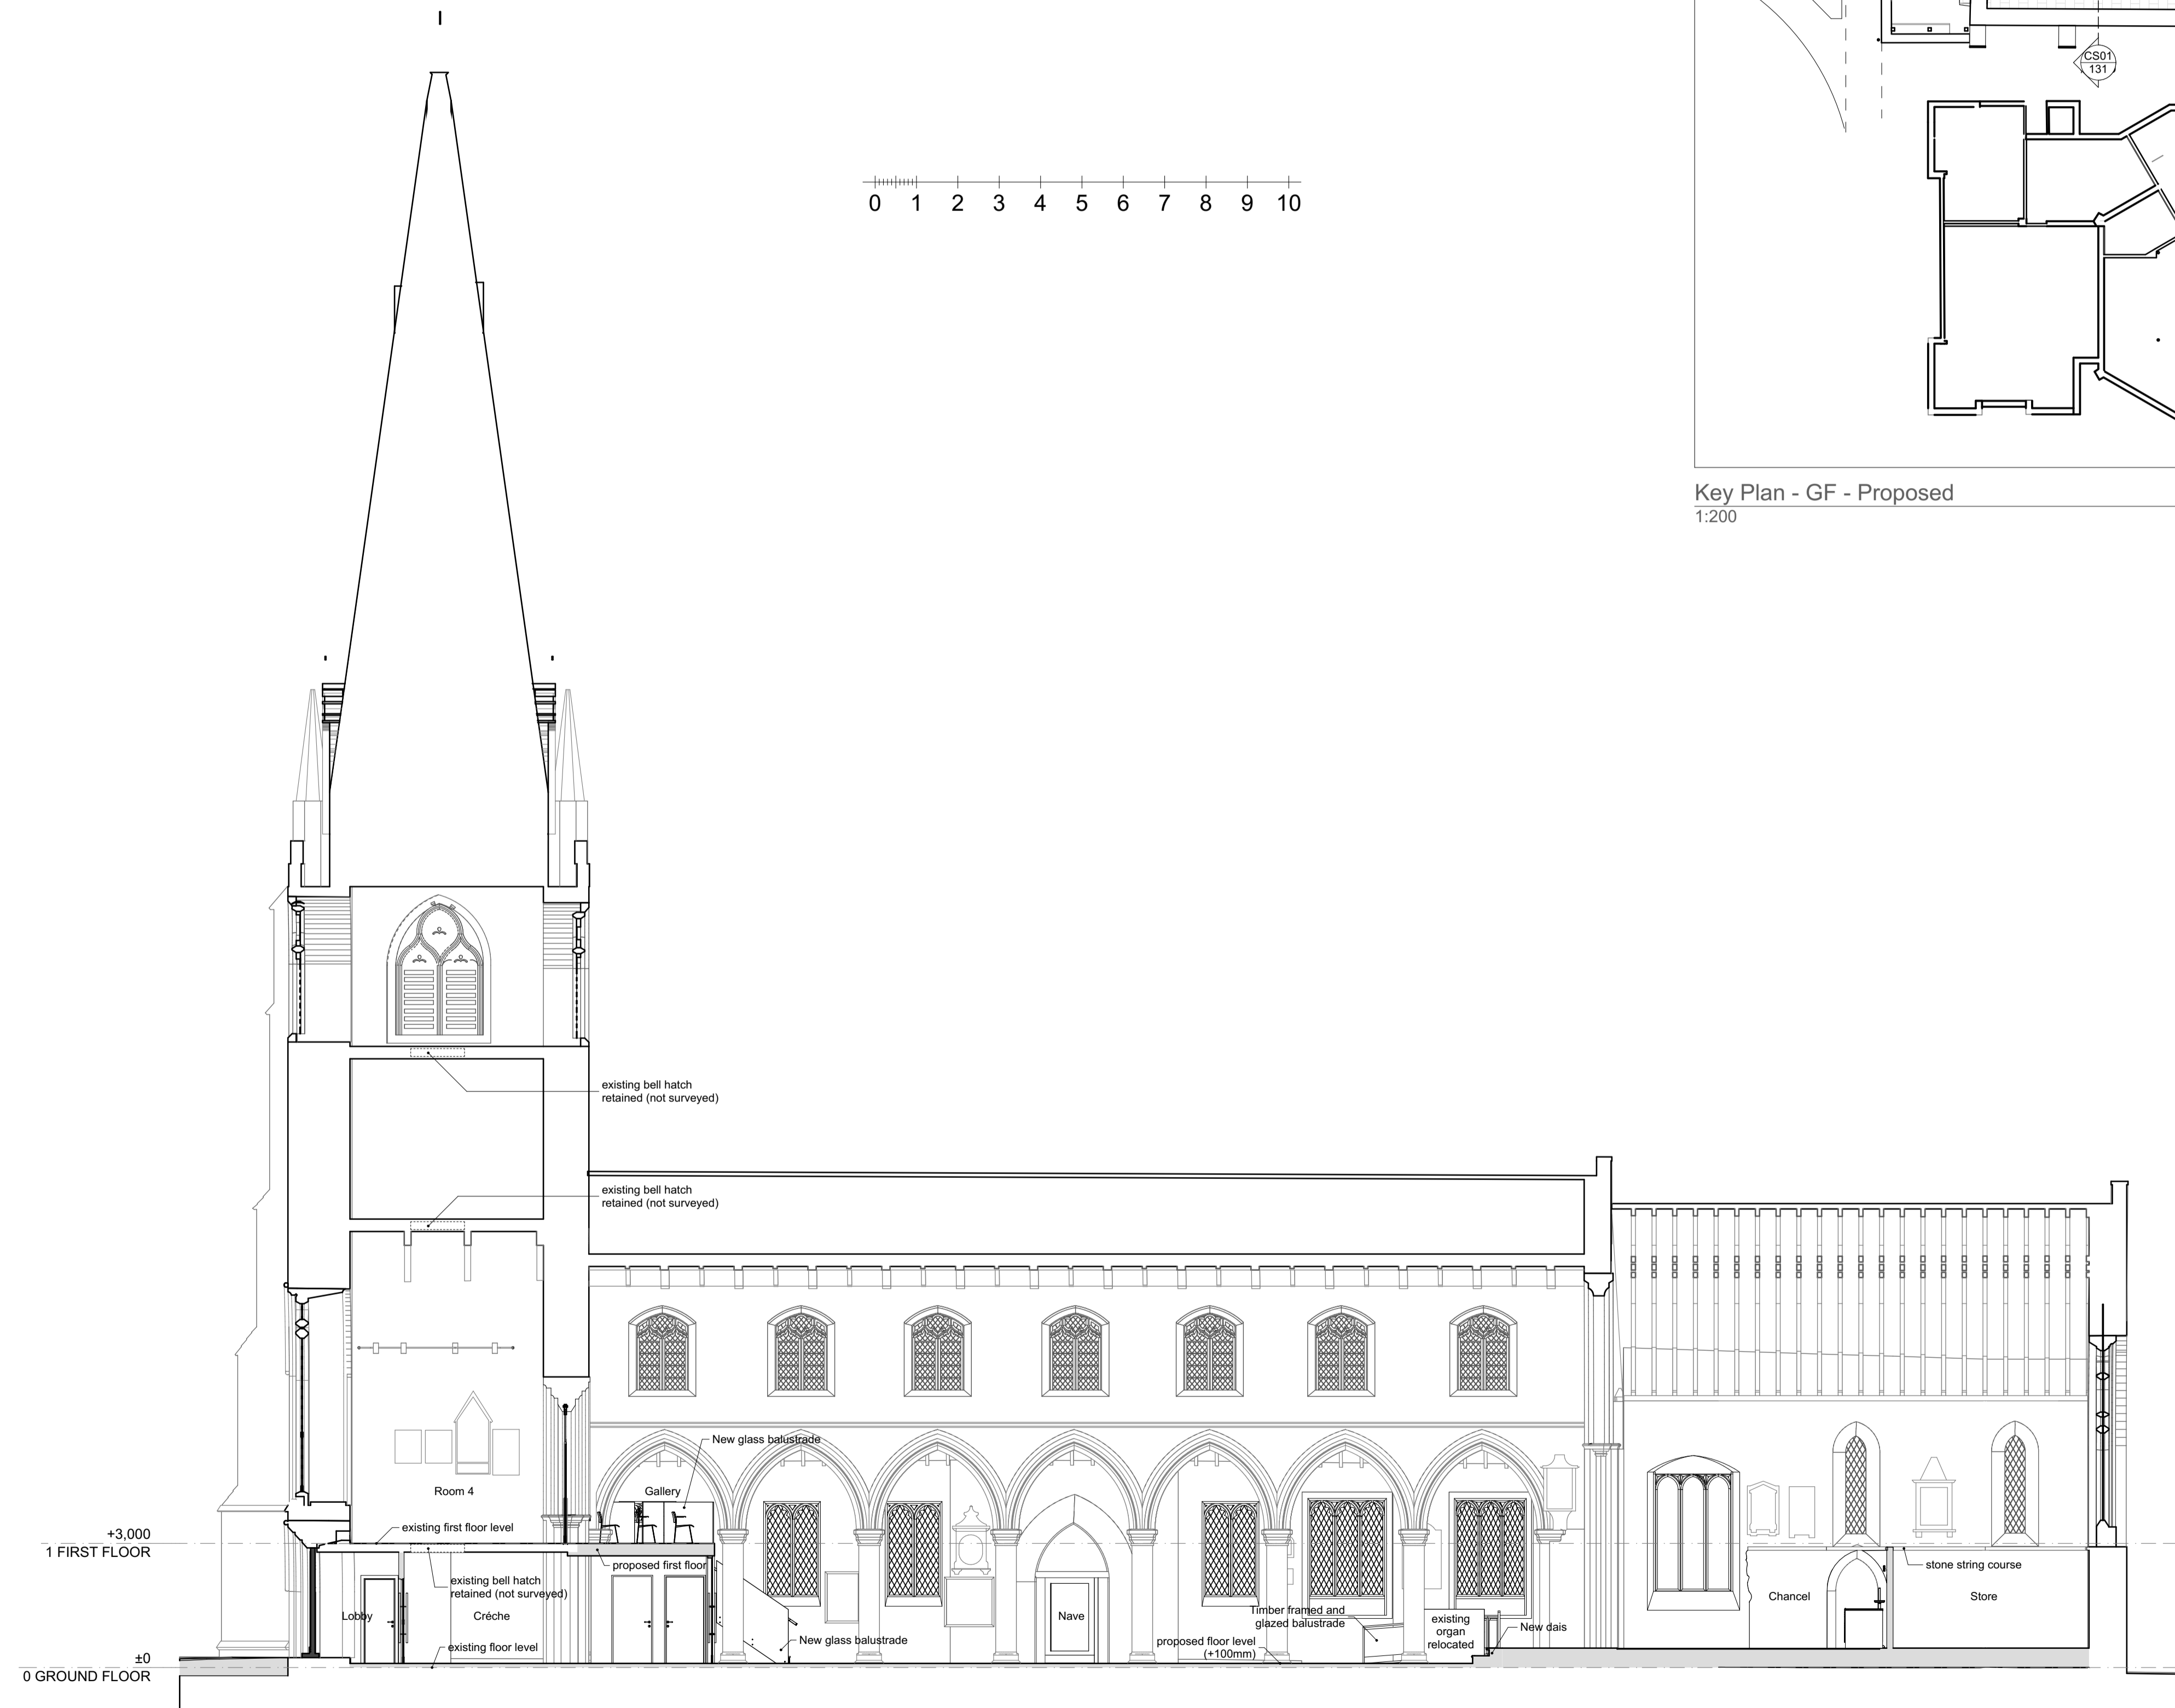 CS01
131
0 1 2 3 4 5 6 7 8 9 10
Key Plan - GF - Proposed
1:200
existing bell hatch
retained (not surveyed)
existing bell hatch
retained (not surveyed)
New glass balustrade
Room 4
Gallery
existing first floor level
+3,000
1 FIRST FLOOR
proposed first floor
stone string course
existing bell hatch
retained (not surveyed)
Lobby
Créche
Nave
Timber framed and
glazed balustrade
existing
organ
relocated
Chancel
Store
New dais
New glass balustrade
proposed floor level
(+100mm)
existing floor level
±0
0 GROUND FLOOR